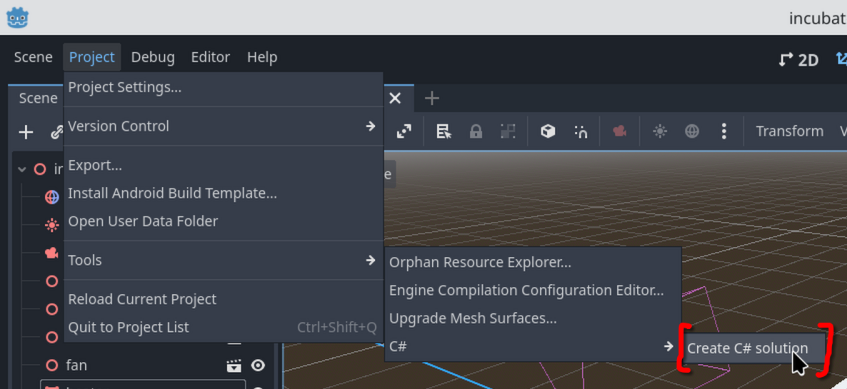 incubat
Scene Project Debug Editor Help
2D
Project Settings...
Scene
Version Control
Transform
Export...
Install Android Build Template...
Open User Data Folder
Tools
Orphan Resource Explorer...
Engine Compilation Configuration Editor...
Reload Current Project
Upgrade Mesh Surfaces...
Quit to Project List Ctrl+Shift+Q
C#
Create C# solution
fan